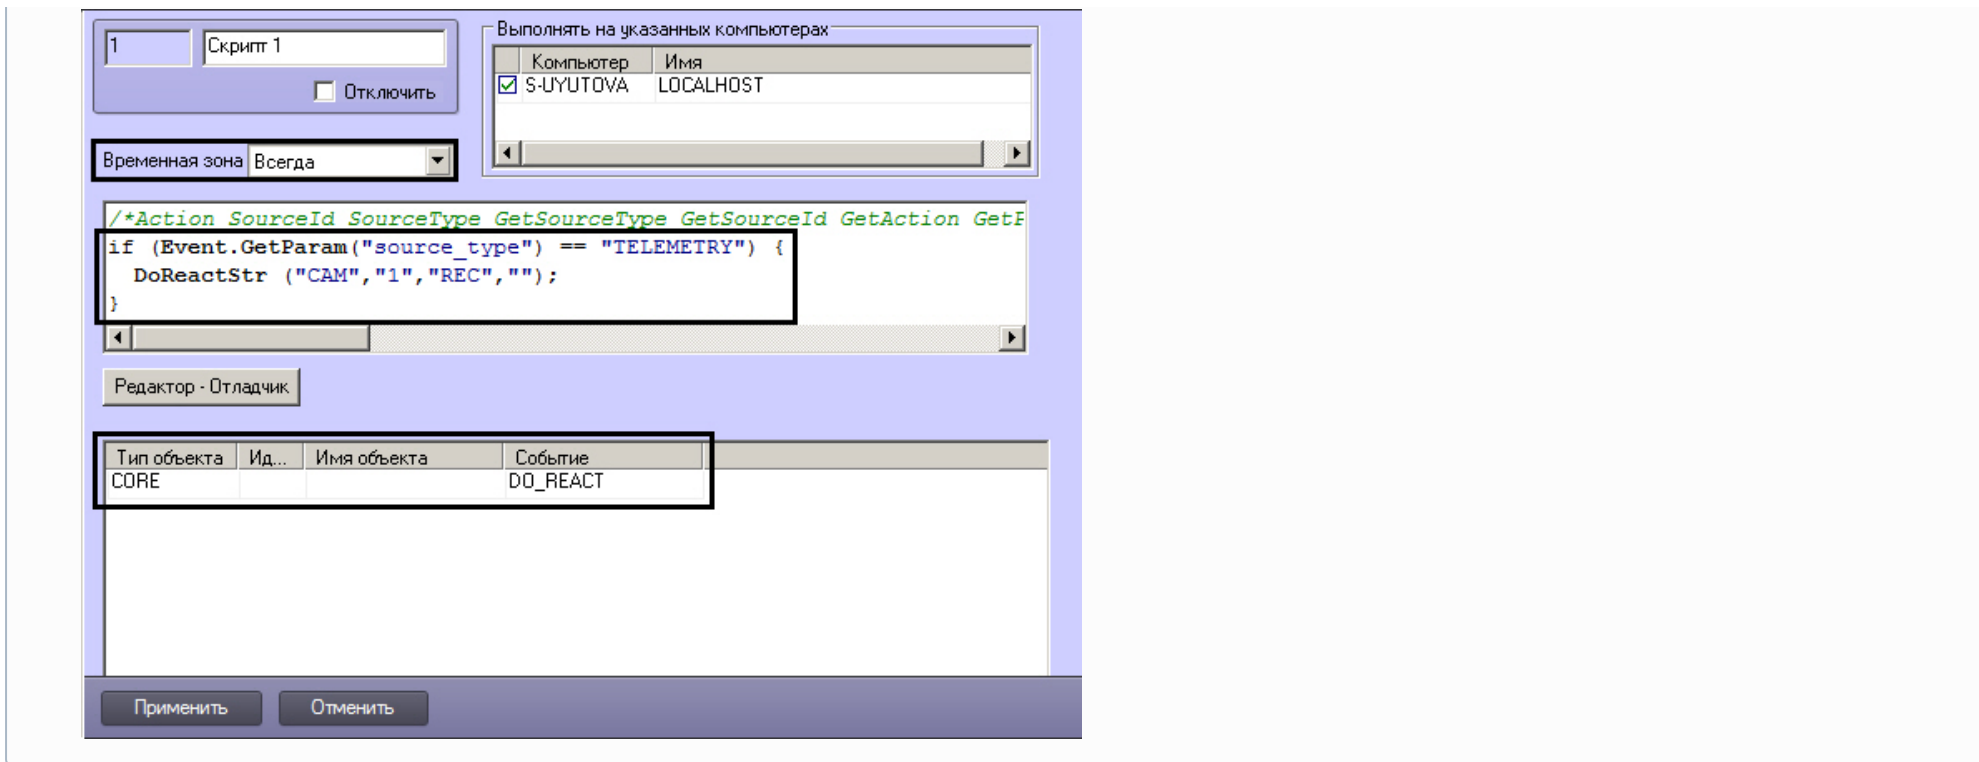 1
Скрипт 1
Отключить
Выполнять на указанных компьютерах
Компьютер Имя
S-UYUTOVA LOCALHOST
Временная зона Всегда
/*Action SourceId SourceType GetSourceType GetSourceId GetAction
if (Event.GetParam("source_type") == "TELEMETRY") {
DoReactStr ("CAM","1","REC","");
}
Редактор - Отладчик
Тип объекта Ид... Имя объекта Событие
CORE DO_REACT
Применить Отменить